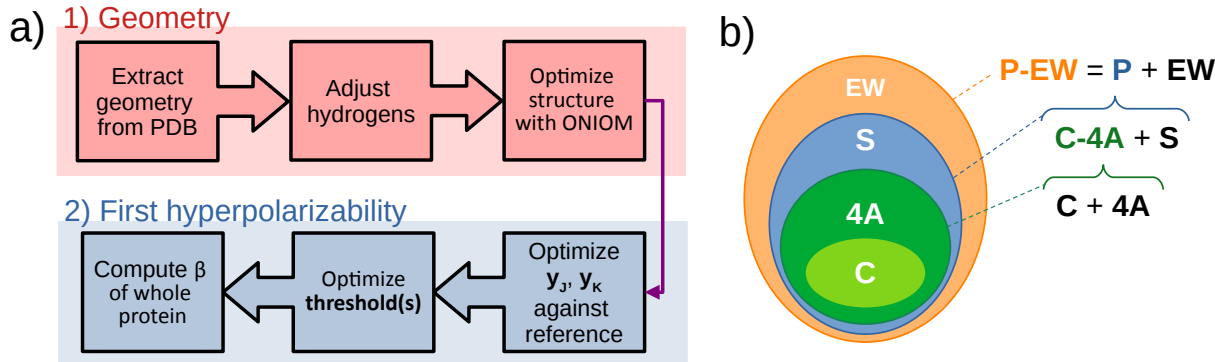 a)
1) Geometry
Extract
geometry
from PDB
Adjust
hydrogens
Optimize
structure
with ONIOM
2) First hyperpolarizability
Compute β
of whole
protein
Optimize
threshold(s)
Optimize
yJ, yK
against
reference
b)
EW
S
4A
C
P-EW = P + EW
C-4A + S
C + 4A